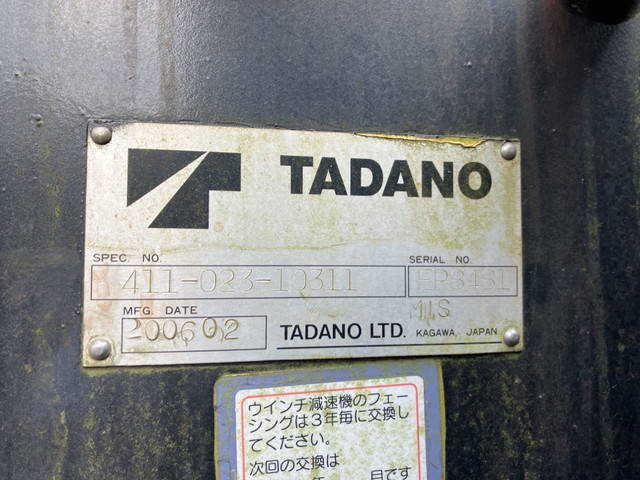 TADANO
SPEC. NO.
SERIAL NO.
411-023-10311
MFG. DATE
M1S
200602
TADANO LTD. KAGAWA, JAPAN
ウインチ減速機のフェー
シングは3年毎に交換し
てください。
次回の交換は
年 月です